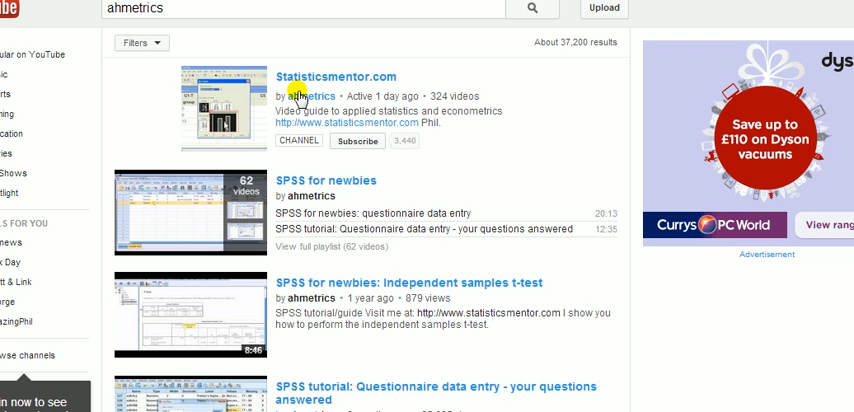 be
ahmetrics
Upload
ular on YouTube
sic
rts
ming
cation
vies
Shows
tlight
LS FOR YOU
news
k Day
tt & Link
orge
azingPhil
wse channels
n now to see
Filters
About 37,200 results
Statisticsmentor.com
by ahmetrics • Active 1 day ago • 324 videos
Video guide to applied statistics and econometrics
http://www.statisticsmentor.com Phil.
CHANNEL Subscribe 3,440
62
videos
SPSS for newbies
by ahmetrics
SPSS for newbies: questionnaire data entry 20:13
SPSS tutorial: Questionnaire data entry - your questions answered 12:35
View full playlist (62 videos)
8:46
SPSS for newbies: Independent samples t-test
by ahmetrics • 1 year ago • 879 views
SPSS tutorial/guide Visit me at: http://www.statisticsmentor.com I show you
how to perform the independent samples t-test.
SPSS tutorial: Questionnaire data entry - your questions
answered
dys
Save up to
£110 on Dyson
vacuums
Currys PC World
View rang
Advertisement